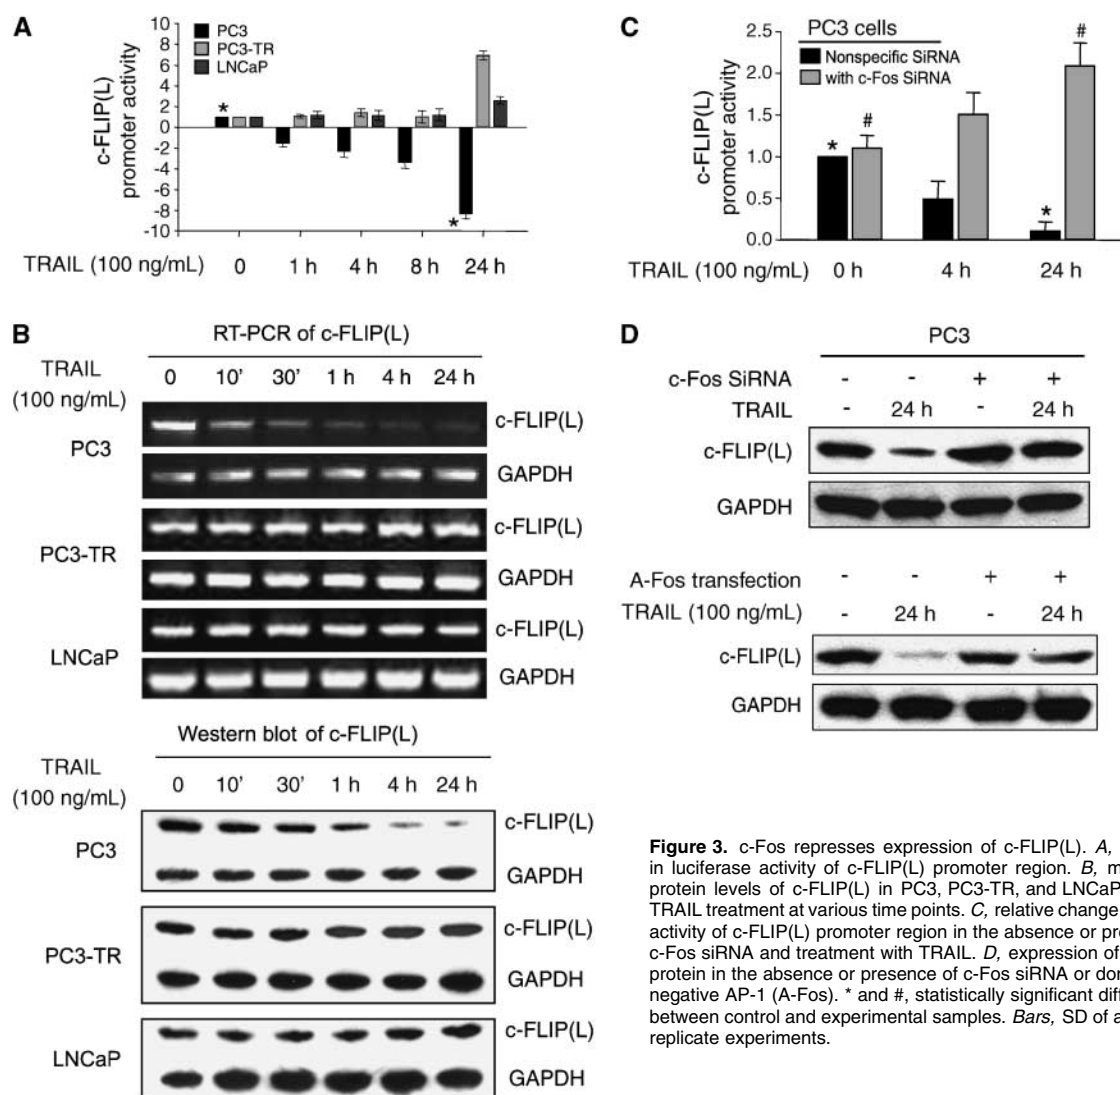 A
c-FLIP(L)
promoter activity
10
8
6
4
2
0
-2
-4
-6
-8
-10
PC3
PC3-TR
LNCaP
*
*
TRAIL (100 ng/mL) 0 1 h 4 h 8 h 24 h
B
RT-PCR of c-FLIP(L)
TRAIL
(100 ng/mL)
0 10' 30' 1 h 4 h 24 h
PC3
c-FLIP(L)
GAPDH
PC3-TR
c-FLIP(L)
GAPDH
LNCaP
c-FLIP(L)
GAPDH
Western blot of c-FLIP(L)
TRAIL
(100 ng/mL)
0 10' 30' 1 h 4 h 24 h
PC3
c-FLIP(L)
GAPDH
PC3-TR
c-FLIP(L)
GAPDH
LNCaP
c-FLIP(L)
GAPDH
C
c-FLIP(L)
promoter activity
2.5
2.0
1.5
1.0
0.5
0.0
PC3 cells
Nonspecific SiRNA
with c-Fos SiRNA
* #
* #
TRAIL (100 ng/mL) 0 h 4 h 24 h
D
PC3
c-Fos SiRNA - - + +
TRAIL - 24 h - 24 h
c-FLIP(L)
GAPDH
A-Fos transfection - - + +
TRAIL (100 ng/mL) - 24 h - 24 h
c-FLIP(L)
GAPDH
Figure 3. c-Fos represses expression of c-FLIP(L). A,
in luciferase activity of c-FLIP(L) promoter region. B, m
protein levels of c-FLIP(L) in PC3, PC3-TR, and LNCaP
TRAIL treatment at various time points. C, relative change
activity of c-FLIP(L) promoter region in the absence or pre
c-Fos siRNA and treatment with TRAIL. D, expression of
protein in the absence or presence of c-Fos siRNA or dor
negative AP-1 (A-Fos). * and #, statistically significant diff
between control and experimental samples. Bars, SD of a
replicate experiments.